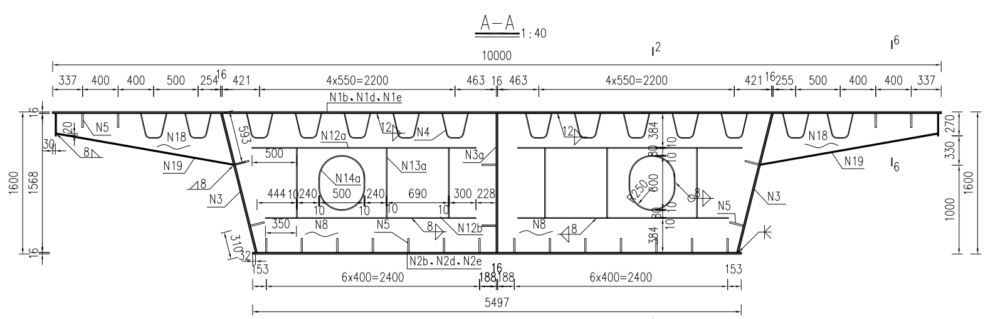 A-A 1:40
2
6
10000
337 400 400 500 254 16 421 4x550=2200 463 16 463 4x550=2200 421 16 255 500 400 400 337
N1b、N1d、N1e
16
20 N5 N18 593 12 N4 384 12 N18 270
N12a 10
30 8 500 N3a 80 10 330
N19 N13a N19 6
1600 1568 8 N14a 600 R250 8 1600
N3 444 10 240 500 240 690 300 228 N3
10 10 10 10 10 N5 1000
350 N8 N5 8 N12b N8 8 80 10
310 384
16 32
N2b、N2d、N2e
153 6x400=2400 188 16 188 6x400=2400 153
5497